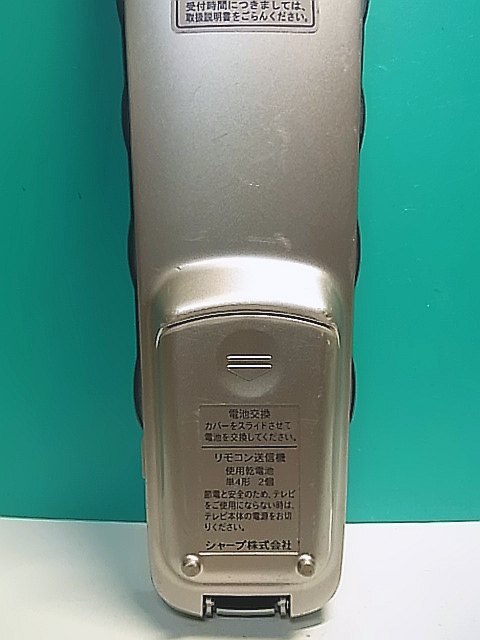 受付時間につきましては、
取扱説明書をごらんください。
電池交換
カバーをスライドさせて
電池を交換してください。
リモコン送信機
使用乾電池
単4形 2個
節電と安全のため、テレビ
をご使用にならない時は、
テレビ本体の電源をお切
りください。
シャープ株式会社